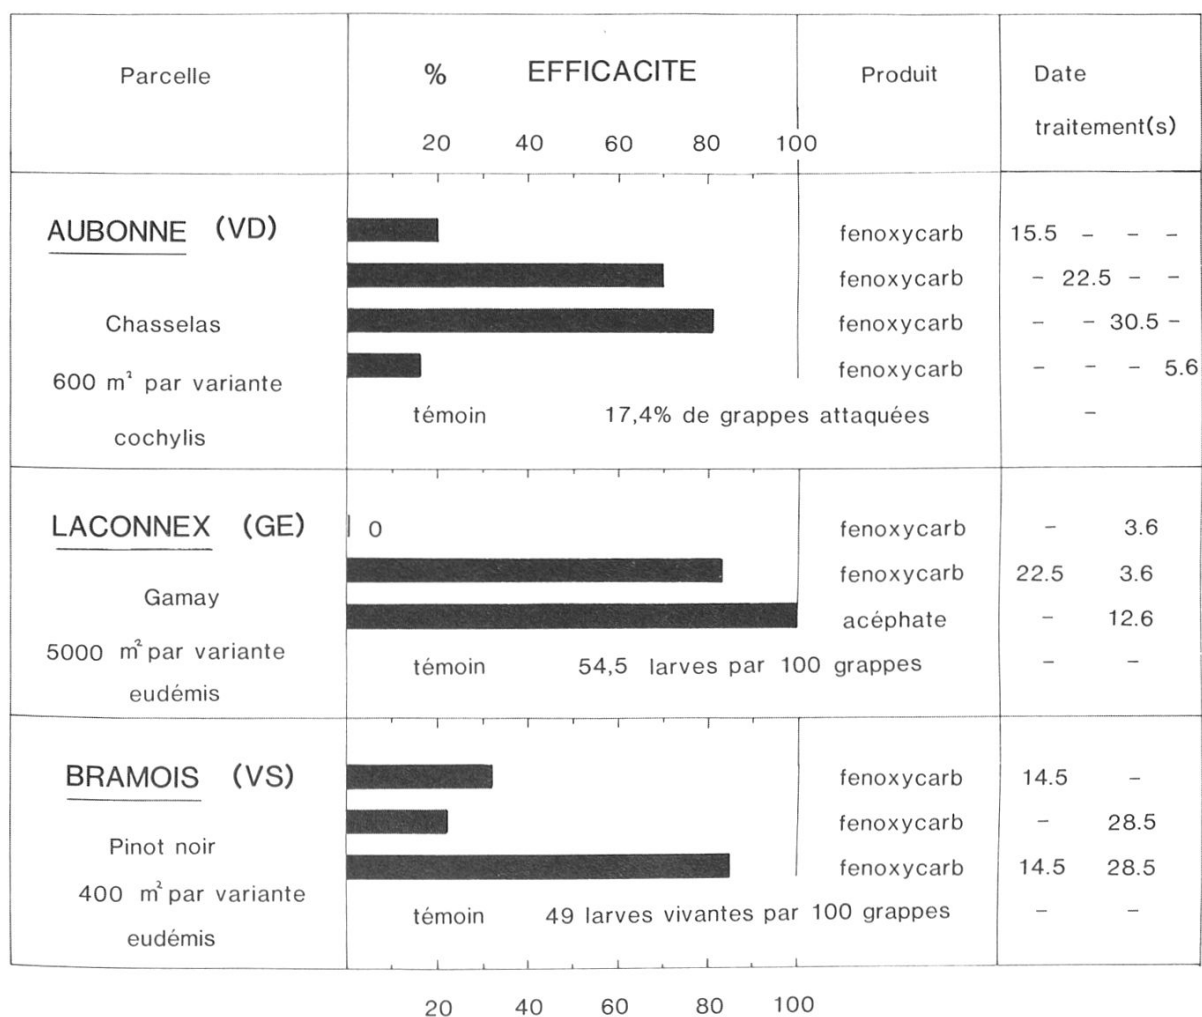 Parcelle % EFFICACITE Produit Date
traitement(s)
20 40 60 80 100
AUBONNE (VD) fenoxycarb 15.5 – – –
fenoxycarb – 22.5 – –
Chasselas fenoxycarb – – 30.5 –
600 m² par variante fenoxycarb – – – 5.6
témoin 17,4% de grappes attaquées –
cochylis
LACONNEX (GE) 0 fenoxycarb – 3.6
fenoxycarb 22.5 3.6
Gamay
acéphate – 12.6
5000 m² par variante témoin 54,5 larves par 100 grappes – –
eudémis
BRAMOIS (VS) fenoxycarb 14.5 –
fenoxycarb – 28.5
Pinot noir
fenoxycarb 14.5 28.5
400 m² par variante
témoin 49 larves vivantes par 100 grappes – –
eudémis
20 40 60 80 100